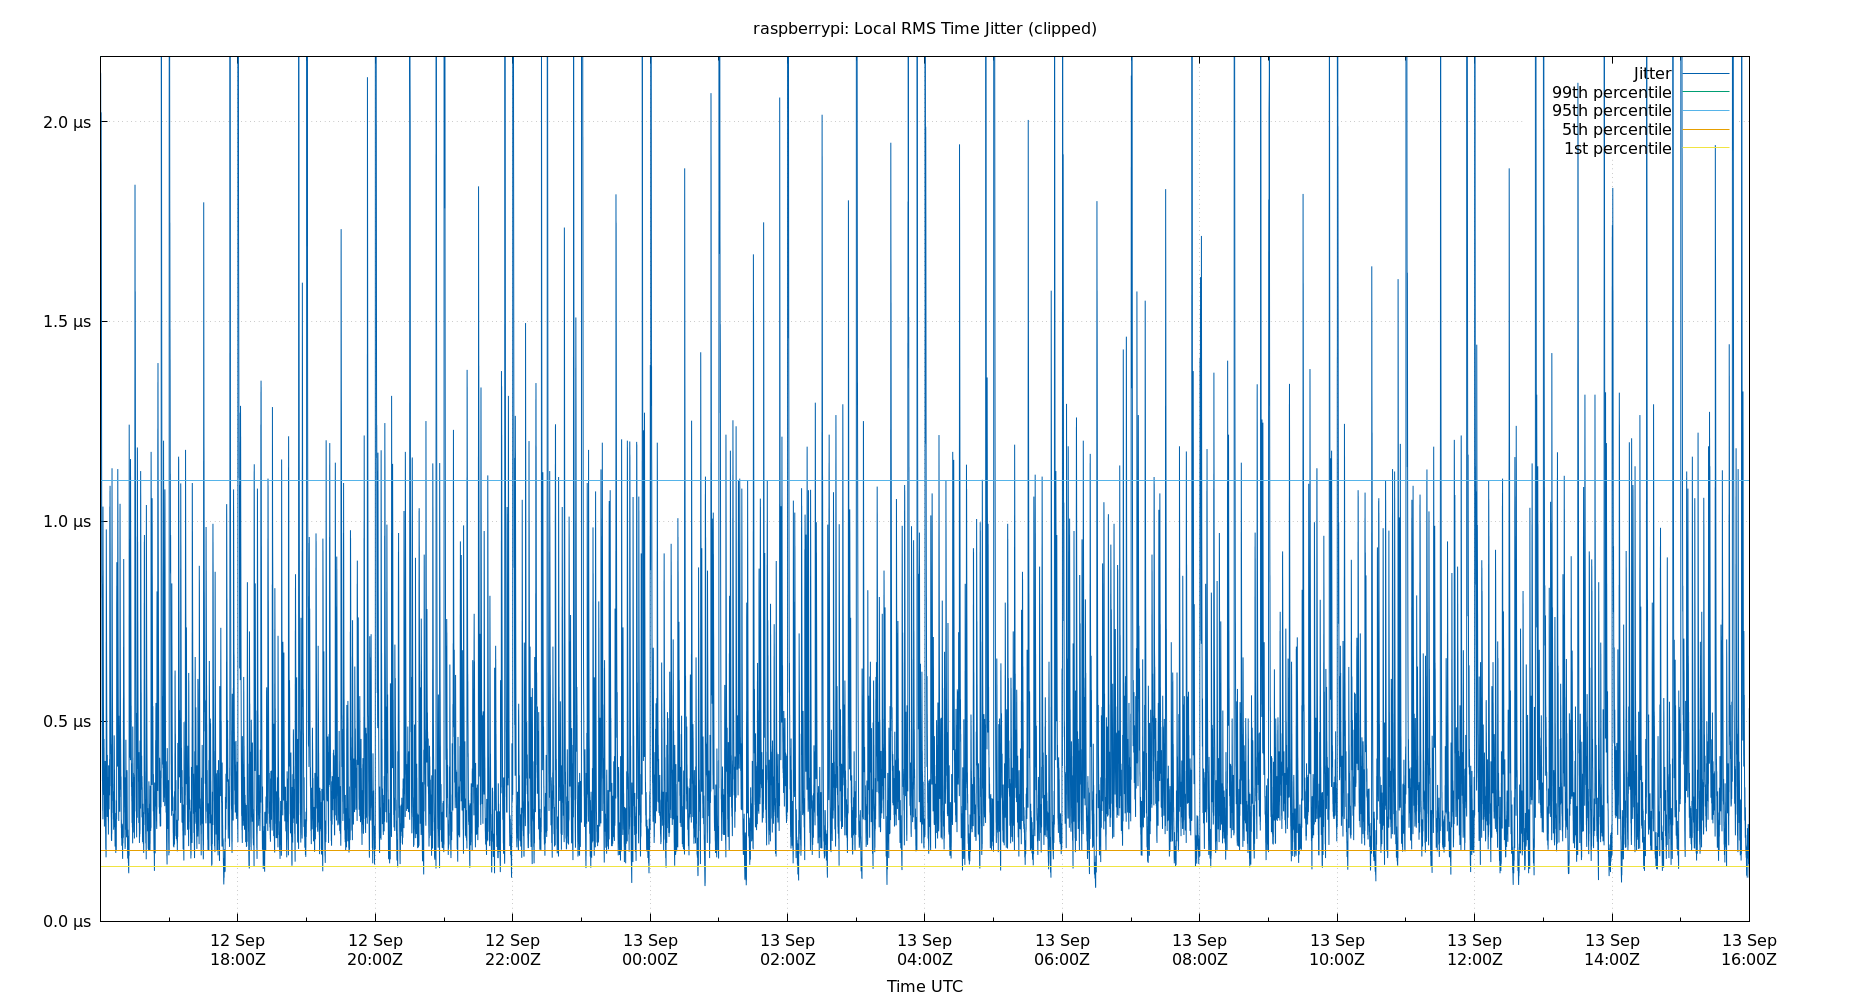 raspberrypi: Local RMS Time Jitter (clipped)
Jitter
99th percentile
95th percentile
5th percentile
1st percentile
2.0 µs
1.5 µs
1.0 µs
0.5 µs
0.0 µs
12 Sep 12 Sep 12 Sep 13 Sep 13 Sep 13 Sep 13 Sep 13 Sep 13 Sep 13 Sep 13 Sep 13 Sep
18:00Z 20:00Z 22:00Z 00:00Z 02:00Z 04:00Z 06:00Z 08:00Z 10:00Z 12:00Z 14:00Z 16:00Z
Time UTC